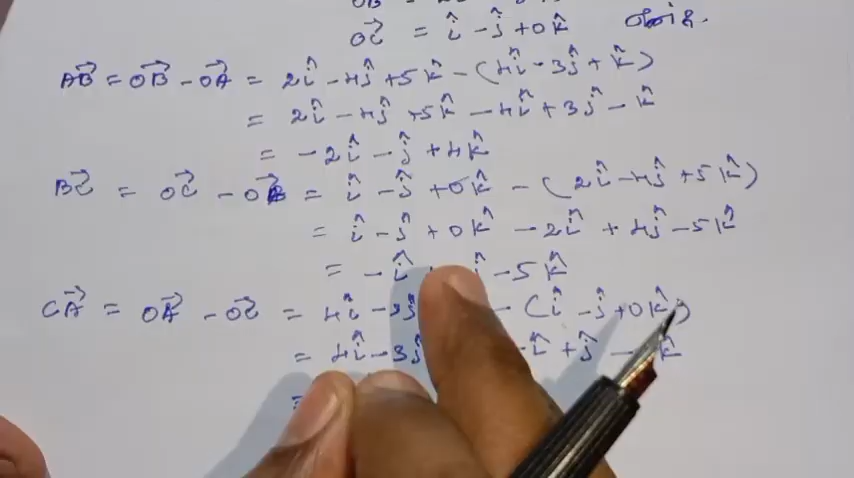 OC⃗ = î - ĵ + 0k̂
AB⃗ = OB⃗ - OA⃗ = 2î - 4ĵ + 5k̂ - (4î - 3ĵ + k̂)
= 2î - 4ĵ + 5k̂ - 4î + 3ĵ - k̂
= - 2î - ĵ + 4k̂
BC⃗ = OC⃗ - OB⃗ = î - ĵ + 0k̂ - (2î - 4ĵ + 5k̂)
= î - ĵ + 0k̂ - 2î + 4ĵ - 5k̂
= - î + ĵ - 5k̂
CA⃗ = OA⃗ - OC⃗ = 4î - 3ĵ - (î - ĵ + 0k̂)
= 4î - 3ĵ - î + ĵ - k̂
=